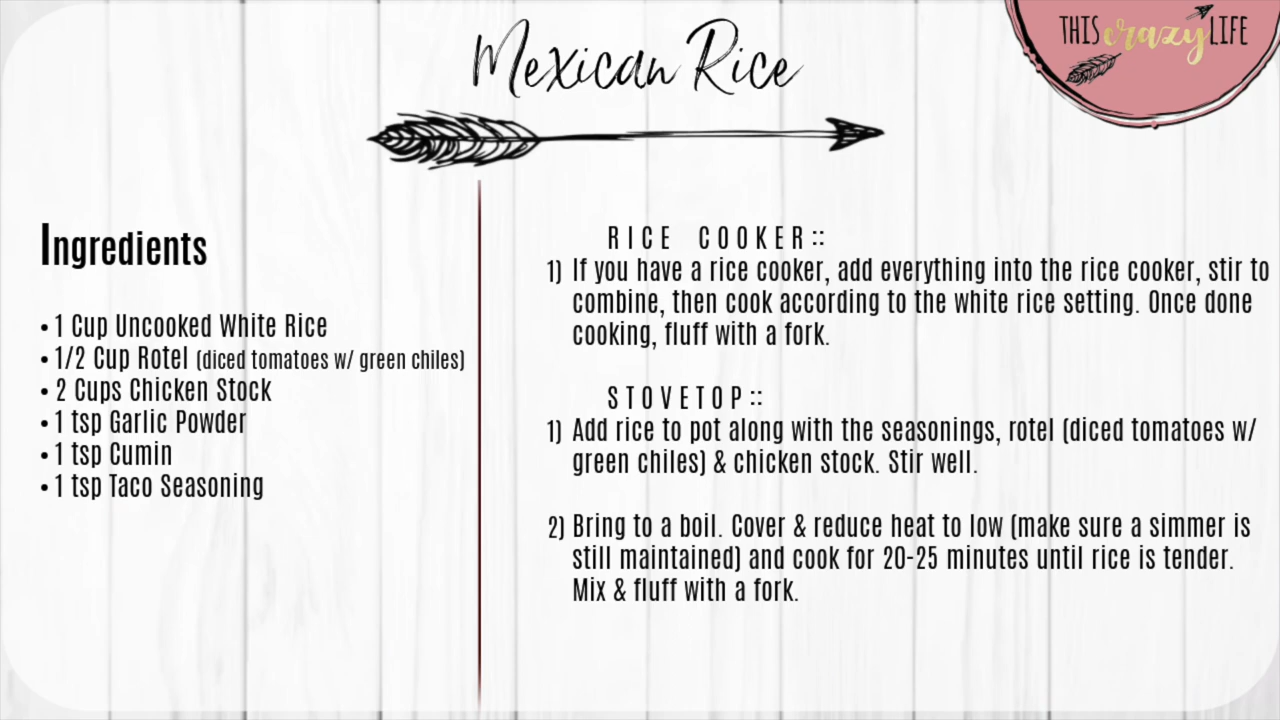 Mexican Rice
THIS crazy LIFE
Ingredients
• 1 Cup Uncooked White Rice
• 1/2 Cup Rotel (diced tomatoes w/ green chiles)
• 2 Cups Chicken Stock
• 1 tsp Garlic Powder
• 1 tsp Cumin
• 1 tsp Taco Seasoning
RICE COOKER::
1) If you have a rice cooker, add everything into the rice cooker, stir to
combine, then cook according to the white rice setting. Once done
cooking, fluff with a fork.
STOVETOP::
1) Add rice to pot along with the seasonings, rotel (diced tomatoes w/
green chiles) & chicken stock. Stir well.
2) Bring to a boil. Cover & reduce heat to low (make sure a simmer is
still maintained) and cook for 20-25 minutes until rice is tender.
Mix & fluff with a fork.